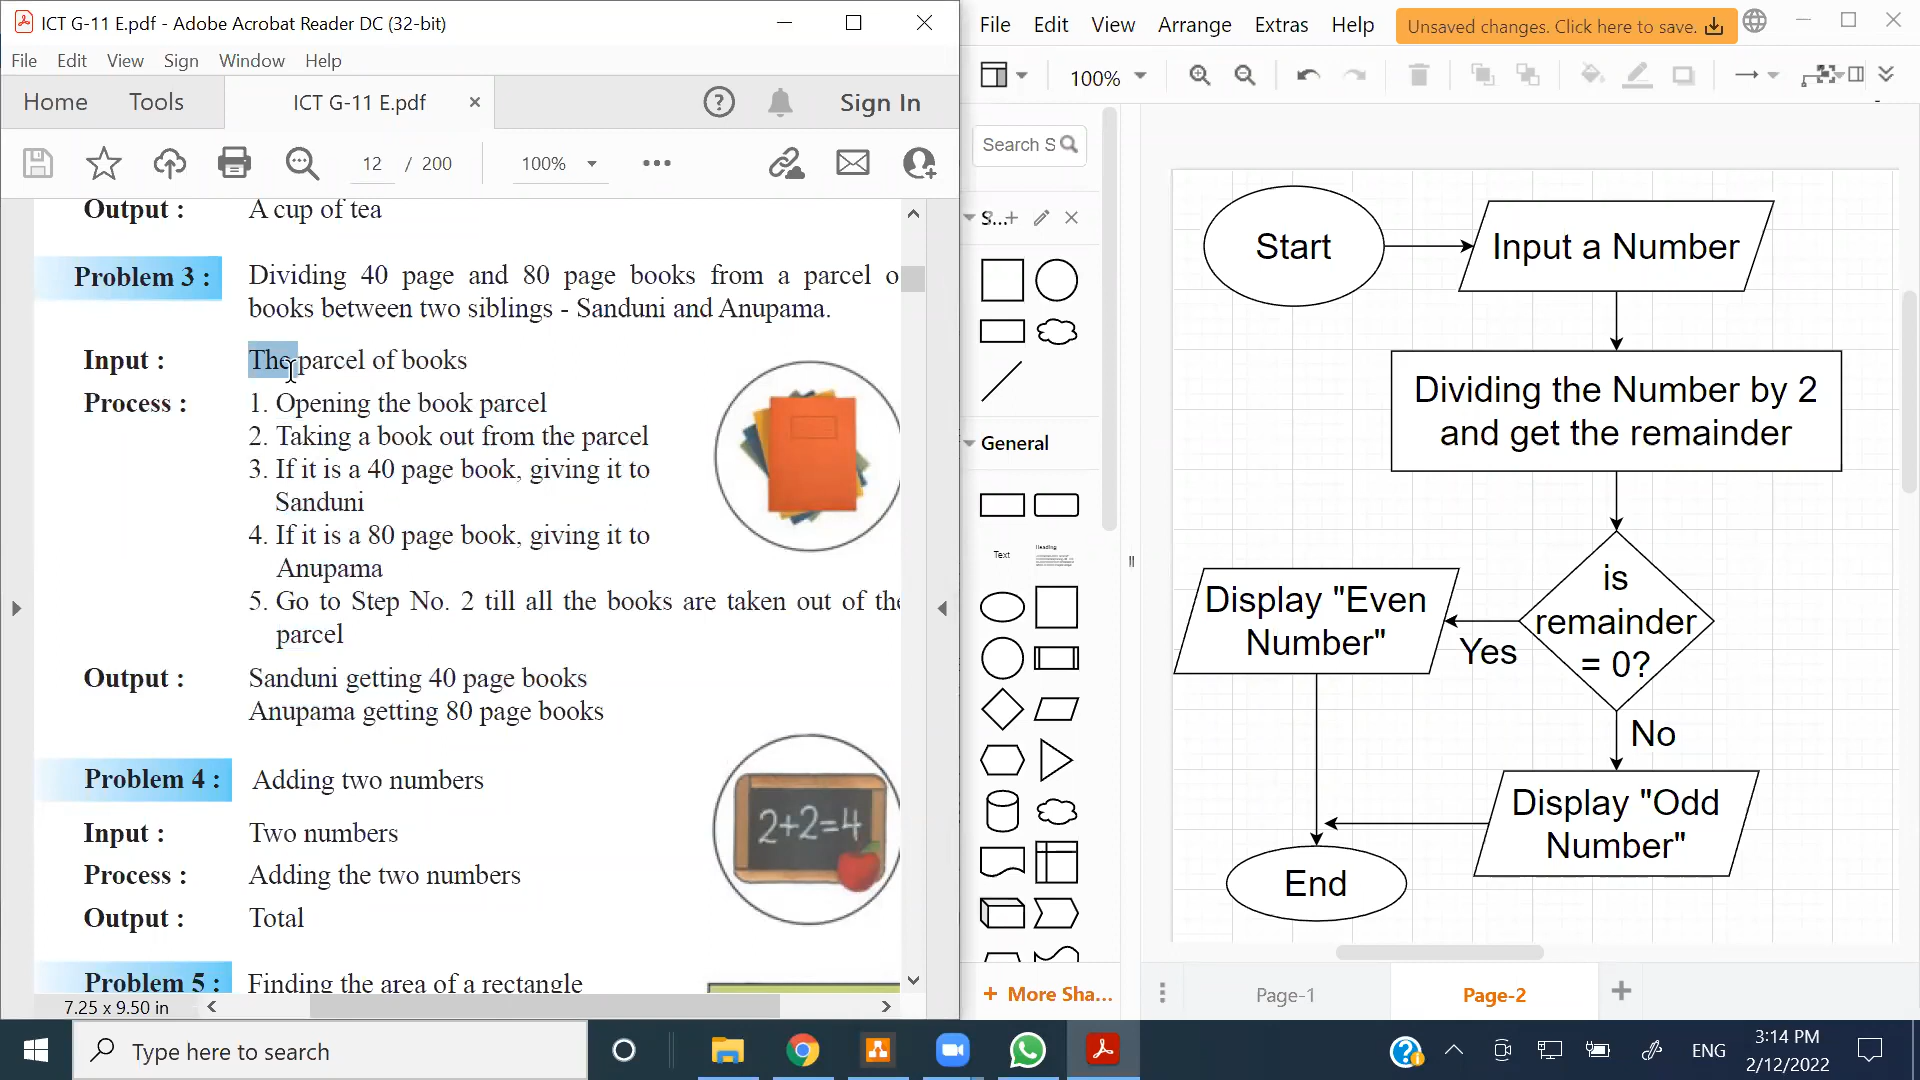 ICT G-11 E.pdf - Adobe Acrobat Reader DC (32-bit)
File Edit View Sign Window Help
Home Tools ICT G-11 E.pdf × Sign In
12 / 200 100%
Output : A cup of tea
Problem 3 : Dividing 40 page and 80 page books from a parcel o
books between two siblings - Sanduni and Anupama.
Input : The parcel of books
Process : 1. Opening the book parcel
2. Taking a book out from the parcel
3. If it is a 40 page book, giving it to
Sanduni
4. If it is a 80 page book, giving it to
Anupama
5. Go to Step No. 2 till all the books are taken out of the
parcel
Output : Sanduni getting 40 page books
Anupama getting 80 page books
Problem 4 : Adding two numbers
2+2=4
Input : Two numbers
Process : Adding the two numbers
Output : Total
Problem 5 : Finding the area of a rectangle
7.25 x 9.50 in
File Edit View Arrange Extras Help Unsaved changes. Click here to save.
100%
Search S
S...
General
Text
Heading
+ More Sha...
Start
Input a Number
Dividing the Number by 2
and get the remainder
is
remainder
= 0?
Yes
Display "Even
Number"
No
Display "Odd
Number"
End
Page-1 Page-2
Type here to search
ENG
3:14 PM
2/12/2022